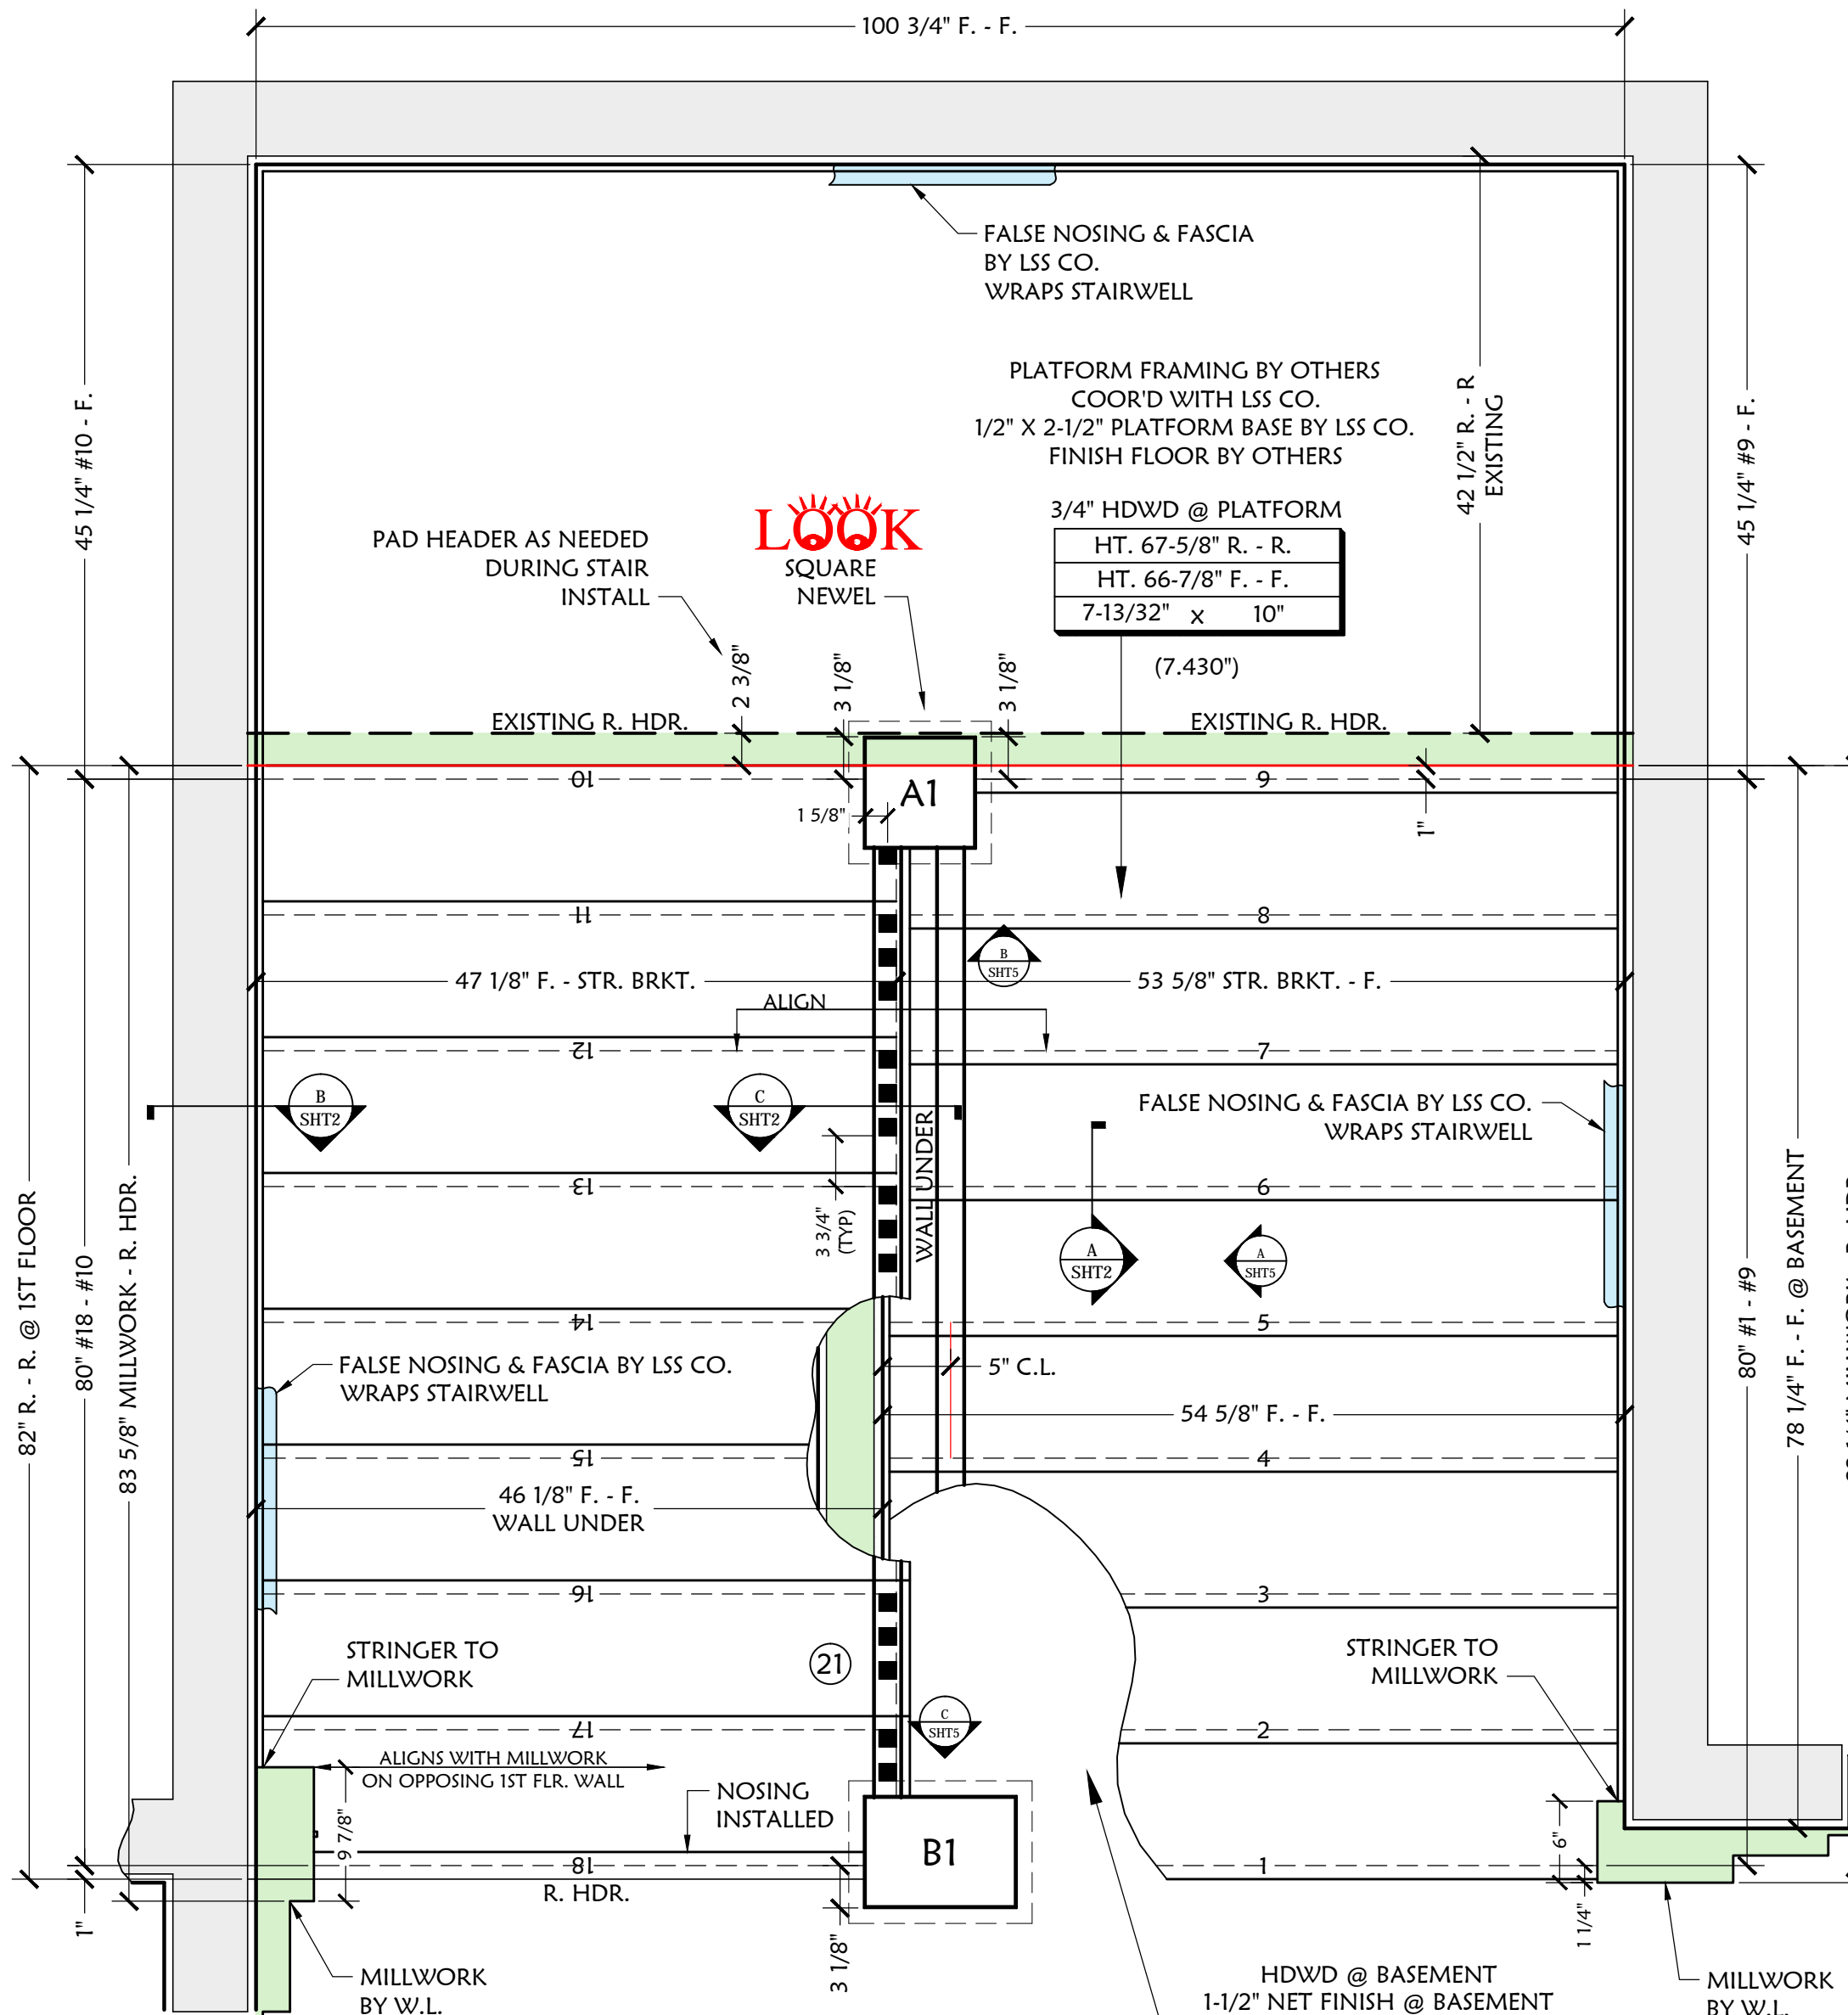 100 3/4" F. - F.
FALSE NOSING & FASCIA
BY LSS CO.
WRAPS STAIRWELL
PLATFORM FRAMING BY OTHERS
COOR'D WITH LSS CO.
1/2" X 2-1/2" PLATFORM BASE BY LSS CO.
FINISH FLOOR BY OTHERS
42 1/2" R. - R
EXISTING
45 1/4" #10 - F.
45 1/4" #9 - F.
3/4" HDWD @ PLATFORM
HT. 67-5/8" R. - R.
HT. 66-7/8" F. - F.
7-13/32" x 10"
(7.430")
PAD HEADER AS NEEDED
DURING STAIR
INSTALL
LOOK
SQUARE
NEWEL
2 3/8"
3 1/8"
3 1/8"
EXISTING R. HDR.
EXISTING R. HDR.
10
A1
9
1 5/8"
1"
11
8
B
SHT5
47 1/8" F. - STR. BRKT.
53 5/8" STR. BRKT. - F.
ALIGN
12
7
B
SHT2
C
SHT2
FALSE NOSING & FASCIA BY LSS CO.
WRAPS STAIRWELL
WALL UNDER
13
6
3 3/4"
(TYP)
A
SHT2
A
SHT5
82" R. - R. @ 1ST FLOOR
80" #18 - #10
83 5/8" MILLWORK - R. HDR.
80" #1 - #9
78 1/4" F. - F. @ BASEMENT
14
5
FALSE NOSING & FASCIA BY LSS CO.
WRAPS STAIRWELL
5" C.L.
54 5/8" F. - F.
15
4
46 1/8" F. - F.
WALL UNDER
16
3
STRINGER TO
MILLWORK
21
STRINGER TO
MILLWORK
17
C
SHT5
2
ALIGNS WITH MILLWORK
ON OPPOSING 1ST FLR. WALL
NOSING
INSTALLED
9 7/8"
6"
B1
18
1
R. HDR.
1"
3 1/8"
1 1/4"
MILLWORK
BY W.L.
HDWD @ BASEMENT
1-1/2" NET FINISH @ BASEMENT
MILLWORK
BY W.L.